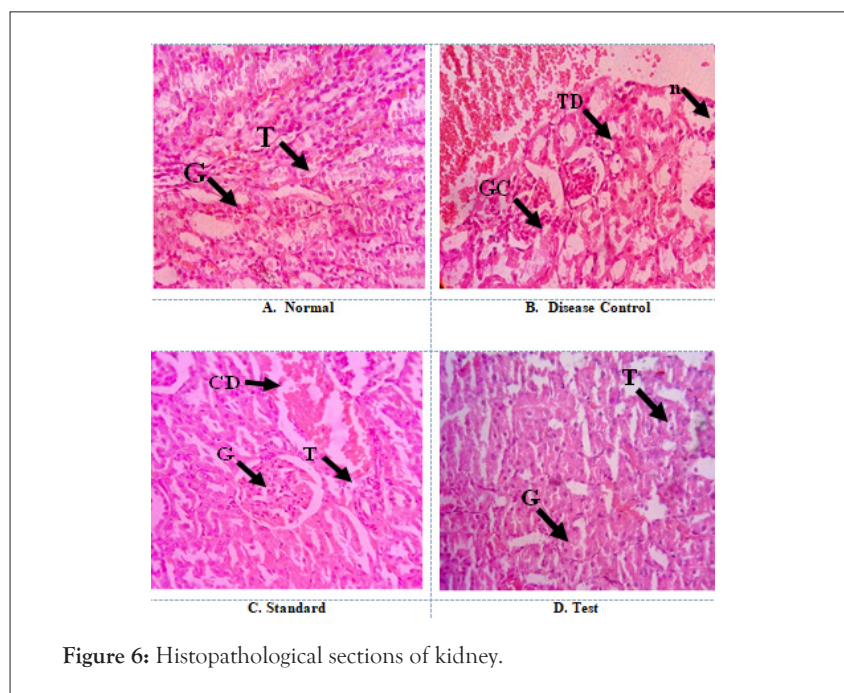 T
G
A. Normal
n
TD
GC
B. Disease Control
CD
G
T
C. Standard
T
G
D. Test
Figure 6: Histopathological sections of kidney.